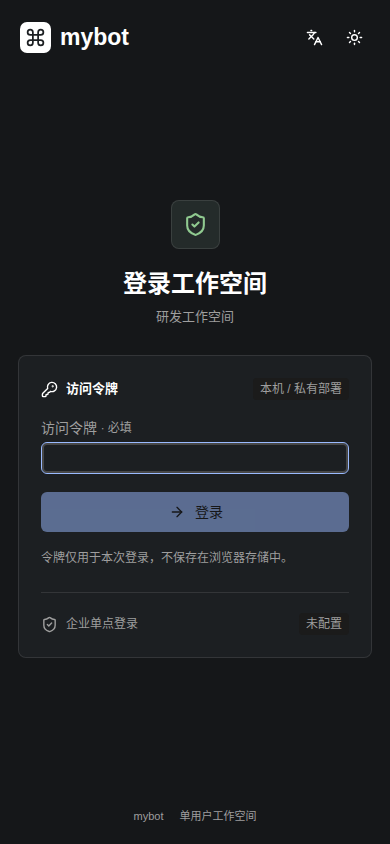 mybot
登录工作空间
研发工作空间
访问令牌
本机 / 私有部署
访问令牌 · 必填
登录
令牌仅用于本次登录，不保存在浏览器存储中。
企业单点登录
未配置
mybot 单用户工作空间